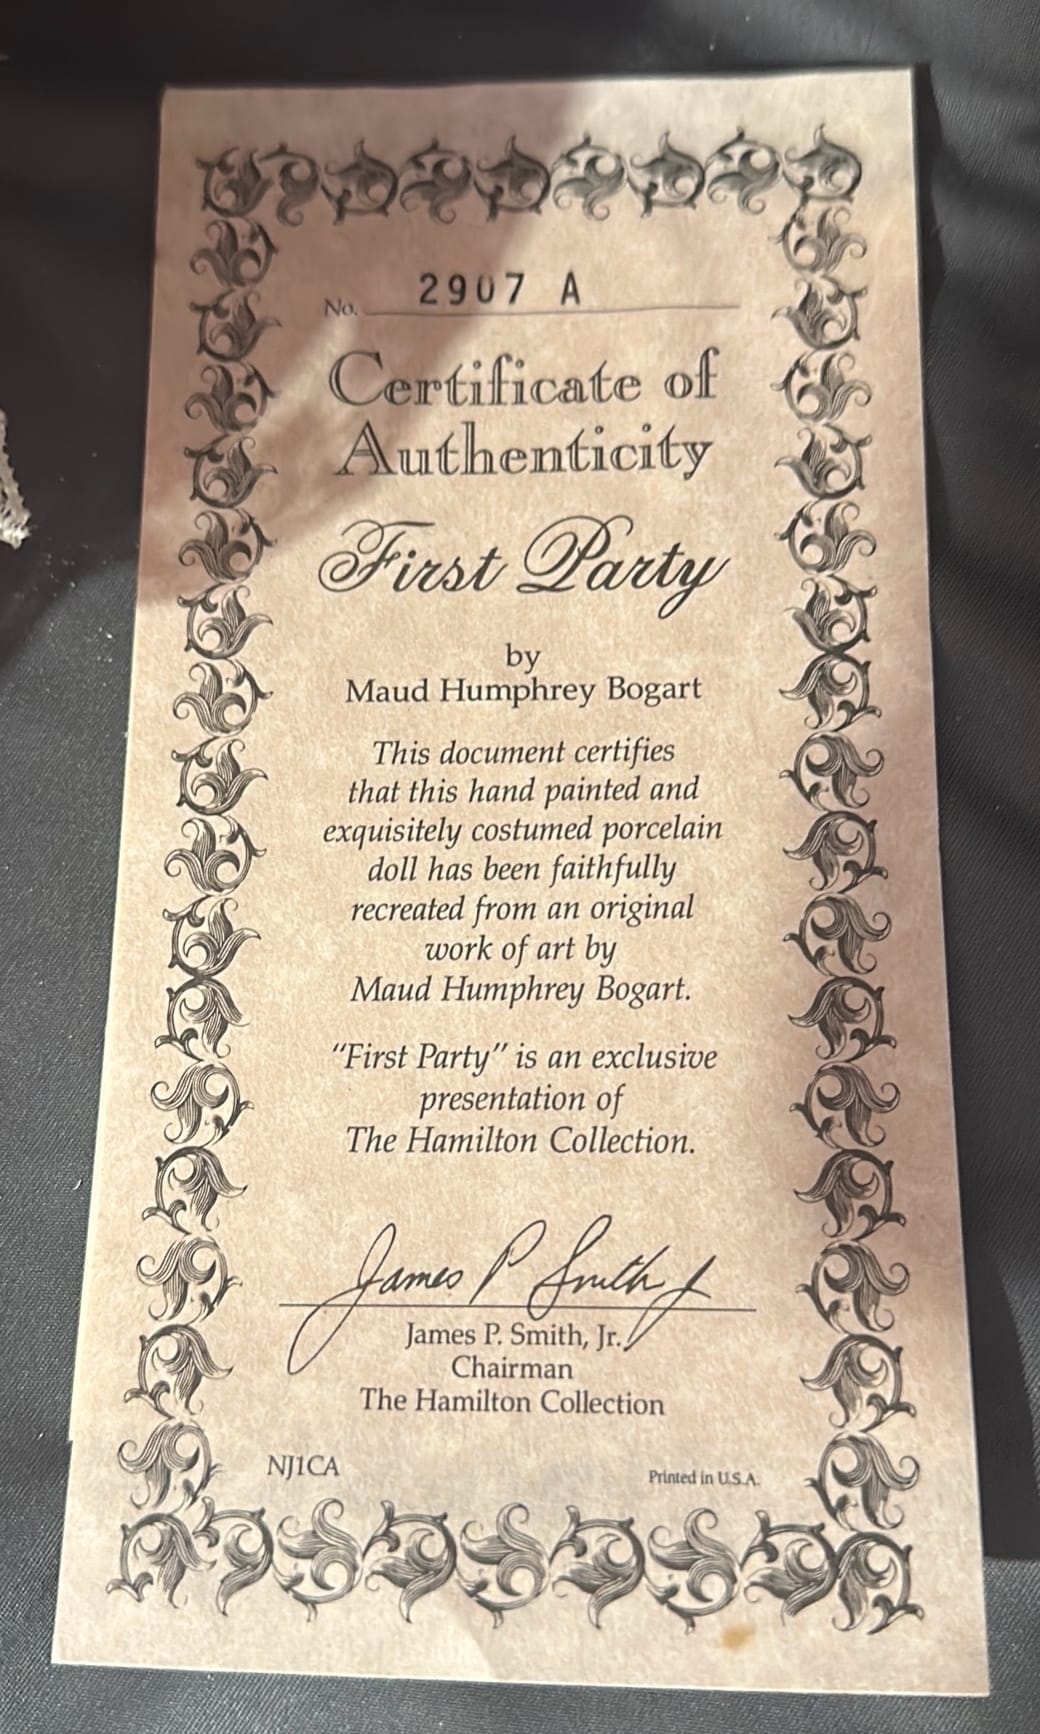 No. 2907 A
Certificate of
Authenticity
First Party
by
Maud Humphrey Bogart
This document certifies
that this hand painted and
exquisitely costumed porcelain
doll has been faithfully
recreated from an original
work of art by
Maud Humphrey Bogart.
"First Party" is an exclusive
presentation of
The Hamilton Collection.
James P Smith Jr
James P. Smith, Jr.
Chairman
The Hamilton Collection
NJ1CA Printed in U.S.A.